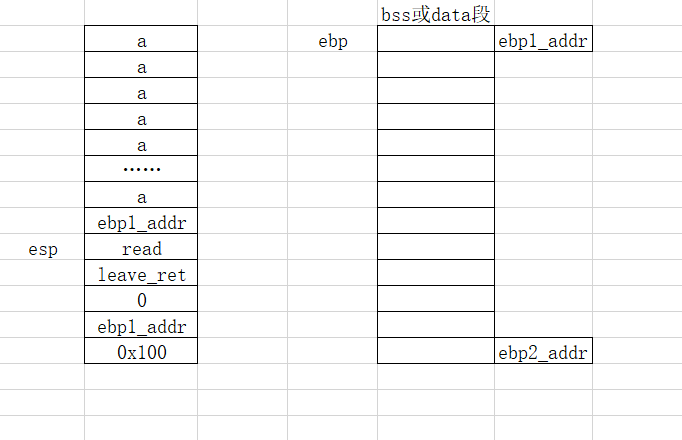 bss或data段
a ebp ebp1_addr
a
a
a
a
……
a
ebp1_addr
esp read
leave_ret
0
ebp1_addr
0x100 ebp2_addr